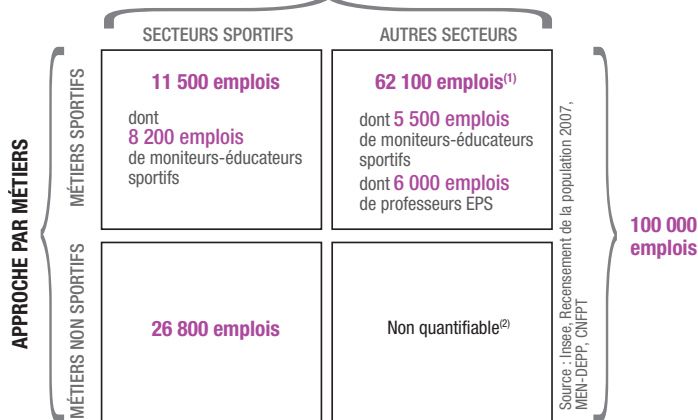 SECTEURS SPORTIFS
AUTRES SECTEURS
APPROCHE PAR MÉTIERS
MÉTIERS SPORTIFS
11 500 emplois
dont
8 200 emplois
de moniteurs-éducateurs
sportifs
62 100 emplois(1)
dont 5 500 emplois
de moniteurs-éducateurs
sportifs
dont 6 000 emplois
de professeurs EPS
MÉTIERS NON SPORTIFS
26 800 emplois
Non quantifiable(2)
Source : Insee, Recensement de la population 2007,
MEN-DEPP, CNFPT
100 000
emplois